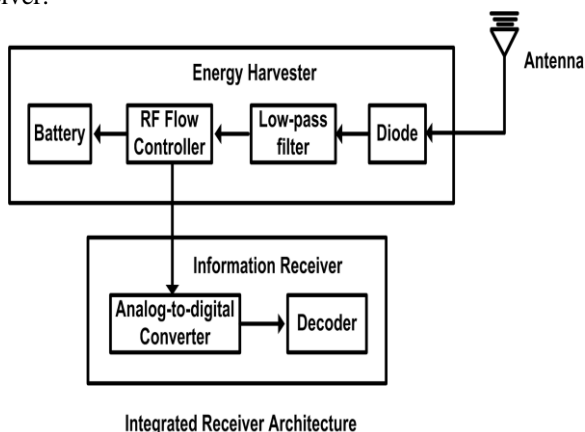 Antenna
Energy Harvester
Battery
RF Flow
Controller
Low-pass
filter
Diode
Information Receiver
Analog-to-digital
Converter
Decoder
Integrated Receiver Architecture